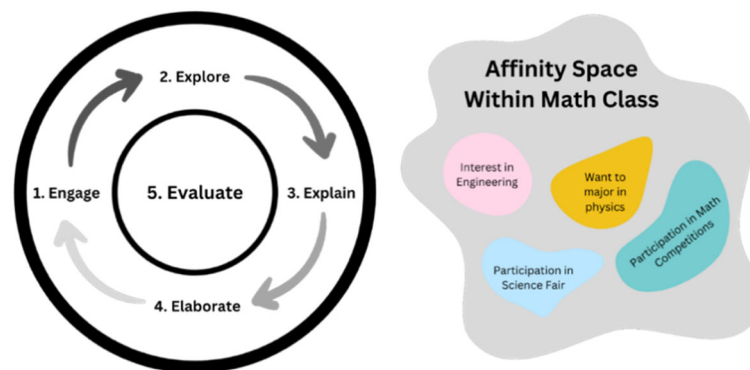 2. Explore
1. Engage
5. Evaluate
3. Explain
4. Elaborate
Affinity Space
Within Math Class
Interest in
Engineering
Want to
major in
physics
Participation in Math
Competitions
Participation in
Science Fair